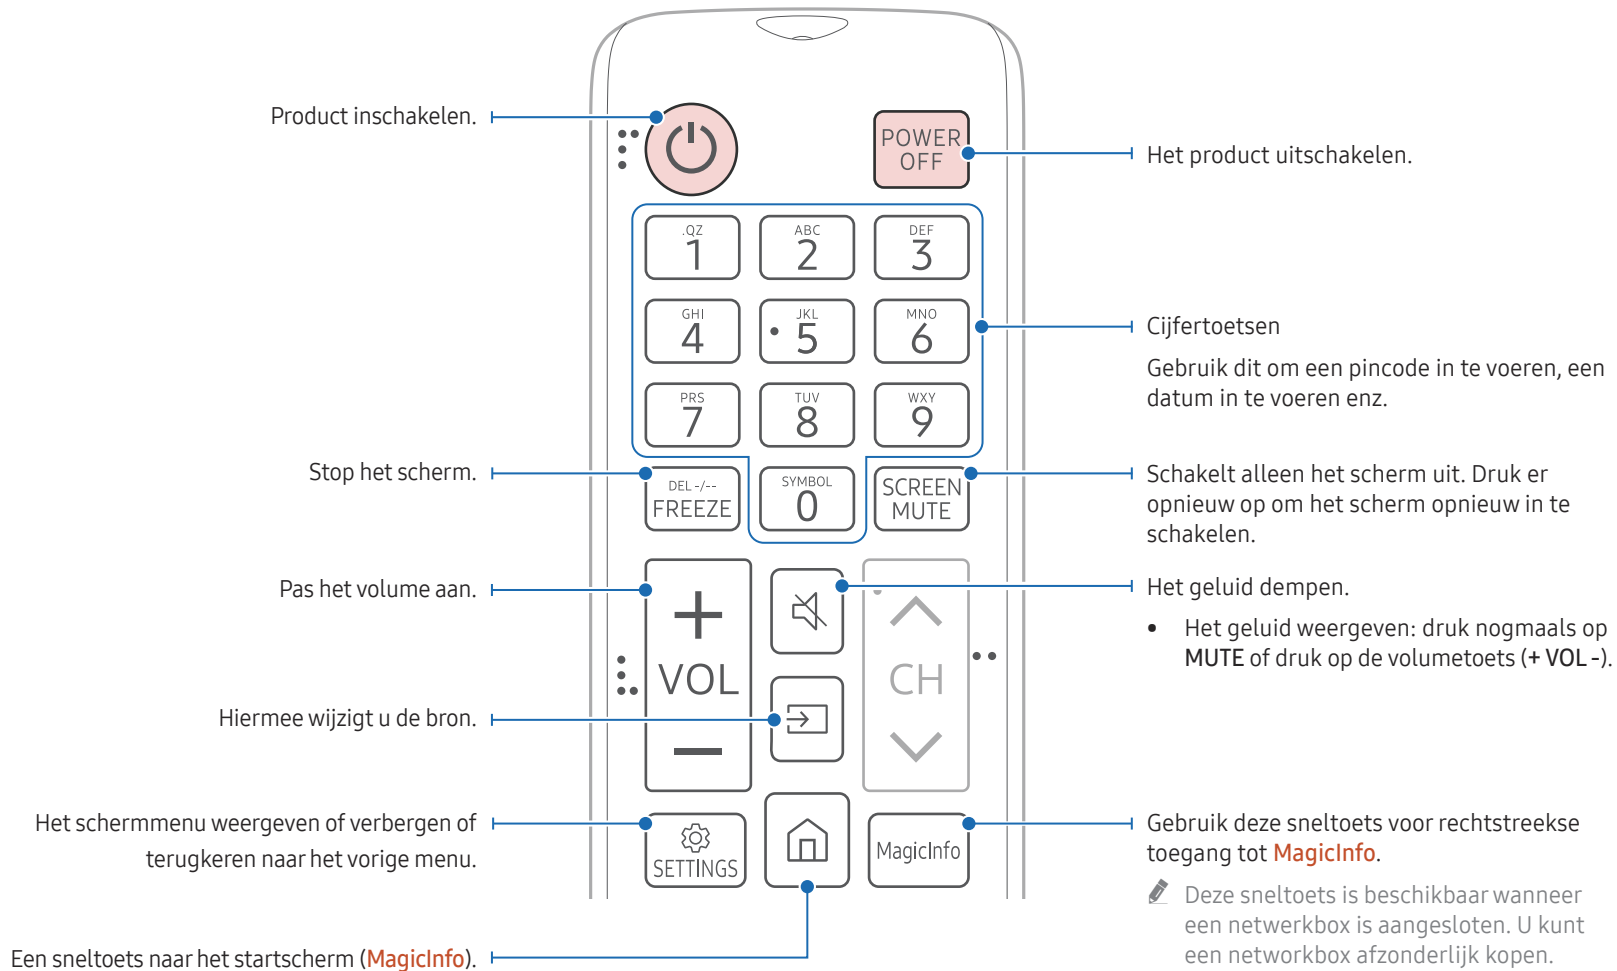 Product inschakelen.
POWER
OFF
Het product uitschakelen.
.QZ
1
ABC
2
DEF
3
GHI
4
JKL
5
MNO
6
Cijfertoetsen
Gebruik dit om een pincode in te voeren, een
datum in te voeren enz.
PRS
7
TUV
8
WXY
9
Stop het scherm.
DEL -/--
FREEZE
SYMBOL
0
SCREEN
MUTE
Schakelt alleen het scherm uit. Druk er
opnieuw op om het scherm opnieuw in te
schakelen.
Pas het volume aan.
VOL
CH
Het geluid dempen.
• Het geluid weergeven: druk nogmaals op
MUTE of druk op de volumetoets (+ VOL -).
Hiermee wijzigt u de bron.
Het schermmenu weergeven of verbergen of
terugkeren naar het vorige menu.
SETTINGS
MagicInfo
Gebruik deze sneltoets voor rechtstreekse
toegang tot MagicInfo.
Deze sneltoets is beschikbaar wanneer
een netwerkbox is aangesloten. U kunt
een networkbox afzonderlijk kopen.
Een sneltoets naar het startscherm (MagicInfo).